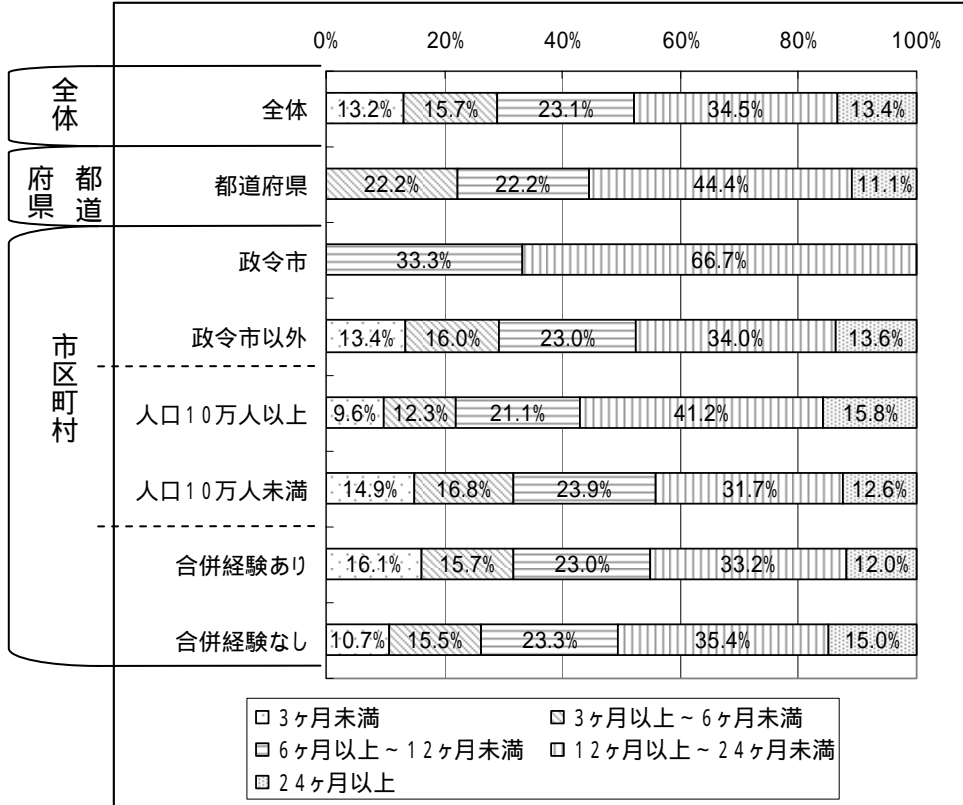 0% 20% 40% 60% 80% 100%
全体
全体 13.2% 15.7% 23.1% 34.5% 13.4%
都道府県
都道府県 22.2% 22.2% 44.4% 11.1%
市区町村
政令市 33.3% 66.7%
政令市以外 13.4% 16.0% 23.0% 34.0% 13.6%
人口10万人以上 9.6% 12.3% 21.1% 41.2% 15.8%
人口10万人未満 14.9% 16.8% 23.9% 31.7% 12.6%
合併経験あり 16.1% 15.7% 23.0% 33.2% 12.0%
合併経験なし 10.7% 15.5% 23.3% 35.4% 15.0%
3ヶ月未満 3ヶ月以上～6ヶ月未満
6ヶ月以上～12ヶ月未満 12ヶ月以上～24ヶ月未満
24ヶ月以上